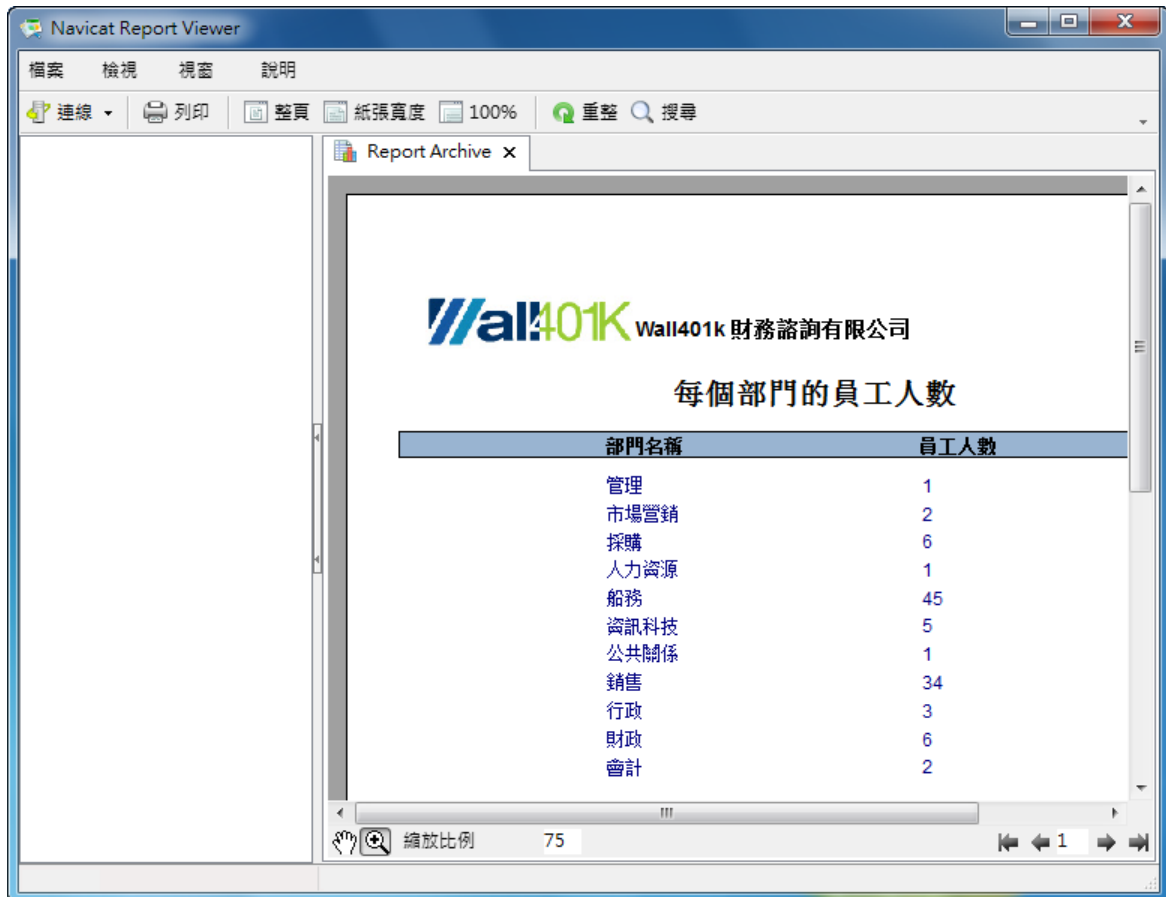 Navicat Report Viewer
檔案 檢視 視窗 說明
連線 列印 整頁 紙張寬度 100% 重整 搜尋
Report Archive
Wall401K Wall401k 財務諮詢有限公司
每個部門的員工人數
部門名稱 員工人數
管理 1
市場營銷 2
採購 6
人力資源 1
船務 45
資訊科技 5
公共關係 1
銷售 34
行政 3
財政 6
會計 2
縮放比例 75 1